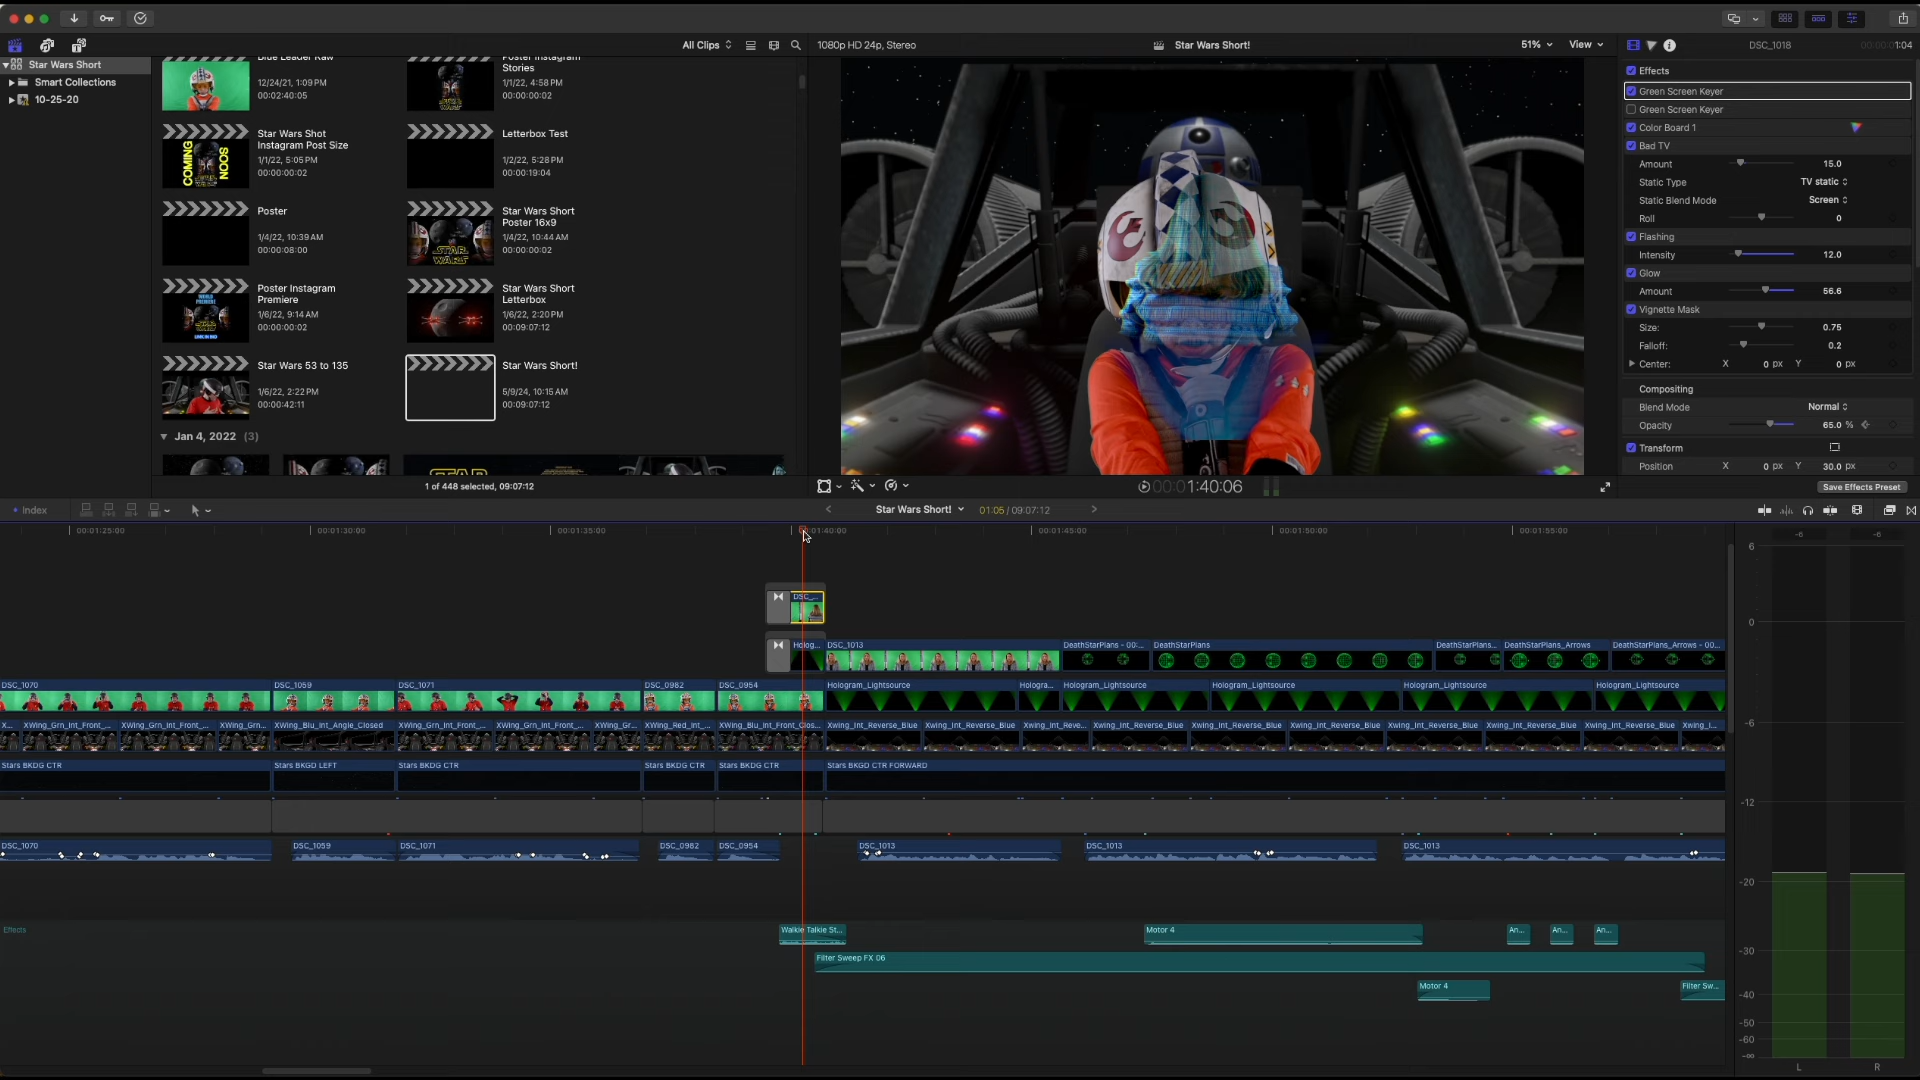 All Clips
1080p HD 24p, Stereo
Star Wars Short!
51%
View
DSC_1018
1:04
Star Wars Short
Smart Collections
10-25-20
Blue Leader Raw
12/24/21, 1:09 PM
00:02:40:05
Poster Instagram
Stories
1/1/22, 4:58 PM
00:00:00:02
Star Wars Shot
Instagram Post Size
1/1/22, 5:05 PM
00:00:00:02
COMING
SOON
Letterbox Test
1/2/22, 5:28 PM
00:00:19:04
Poster
1/4/22, 10:39 AM
00:00:08:00
Star Wars Short
Poster 16x9
1/4/22, 10:44 AM
00:00:00:02
Poster Instagram
Premiere
1/6/22, 9:14 AM
00:00:00:02
Star Wars Short
Letterbox
1/6/22, 2:20 PM
00:09:07:12
Star Wars 53 to 135
1/6/22, 2:22 PM
00:00:42:11
Star Wars Short!
5/9/24, 10:15 AM
00:09:07:12
Jan 4, 2022 (3)
1 of 448 selected, 09:07:12
00:00:1:40:06
Effects
Green Screen Keyer
Green Screen Keyer
Color Board 1
Bad TV
Amount 15.0
Static Type TV static
Static Blend Mode Screen
Roll 0
Flashing
Intensity 12.0
Glow
Amount 56.6
Vignette Mask
Size: 0.75
Falloff: 0.2
Center: X 0 px Y 0 px
Compositing
Blend Mode Normal
Opacity 65.0 %
Transform
Position X 0 px Y 30.0 px
Save Effects Preset
Index
Star Wars Short!
01:05 / 09:07:12
00:01:25:00 00:01:30:00 00:01:35:00 00:01:40:00 00:01:45:00 00:01:50:00 00:01:55:00
DSC_...
Holog... DSC_1013 DeathStarPlans - 00:... DeathStarPlans DeathStarPlans... DeathStarPlans_Arrows DeathStarPlans_Arrows - 00...
DSC_1070 DSC_1059 DSC_1071 DSC_0982 DSC_0954 Hologram_Lightsource Hologra... Hologram_Lightsource Hologram_Lightsource Hologram_Lightsource Hologram_Lightsource
X... XWing_Grn_Int_Front_... XWing_Grn_Int_Front_... XWing_Grn... XWing_Blu_Int_Angle_Closed XWing_Grn_Int_Front_... XWing_Grn_Int_Front_... XWing_Gr... XWing_Red_Int_... XWing_Blu_Int_Front_Clos... Xwing_Int_Reverse_Blue Xwing_Int_Reverse_Blue Xwing_Int_Reve... Xwing_Int_Reverse_Blue Xwing_Int_Reverse_Blue Xwing_Int_Reverse_Blue Xwing_Int_Reverse_Blue Xwing_Int_Reverse_Blue Xwing_Int_Reverse_Blue Xwing_I...
Stars BKDG CTR Stars BKGD LEFT Stars BKDG CTR Stars BKDG CTR Stars BKDG CTR Stars BKGD CTR FORWARD
DSC_1070 DSC_1059 DSC_1071 DSC_0982 DSC_0954 DSC_1013 DSC_1013 DSC_1013
Effects
Walkie Talkie St... Motor 4 An... An... An...
Filter Sweep FX 06
Motor 4 Filter Sw...
-6 -6
6
0
-6
-12
-20
-30
-40
-50
-60
-∞
L R